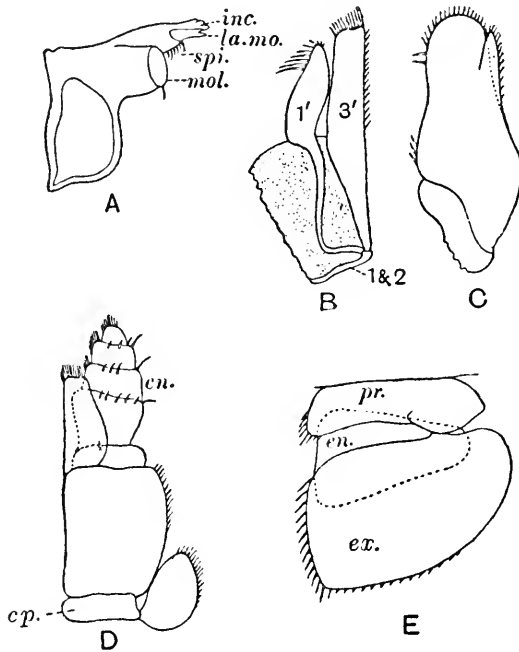 inc.
la.mo.
spi.
mol.
A
1' 3'
1&2
B
C
en.
cp.
D
pr.
en.
ex.
E